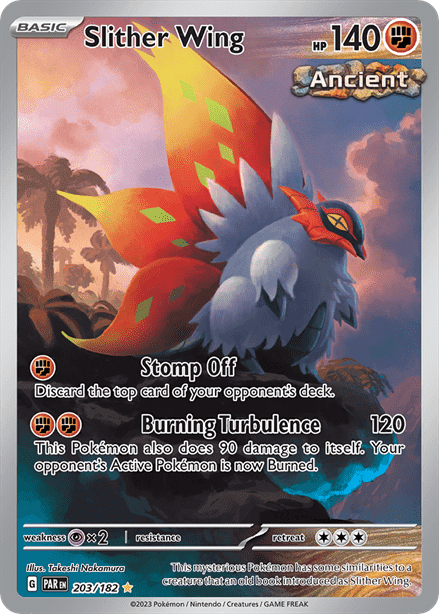 BASIC
Slither Wing
HP 140
Ancient
Stomp Off
Discard the top card of your opponent's deck.
Burning Turbulence 120
This Pokémon also does 90 damage to itself. Your
opponent's Active Pokémon is now Burned.
weakness ×2 resistance retreat
Illus. Takeshi Nakamura
This mysterious Pokémon has some similarities to a
creature that an old book introduced as Slither Wing.
G PAR EN 203/182
©2023 Pokémon / Nintendo / Creatures / GAME FREAK